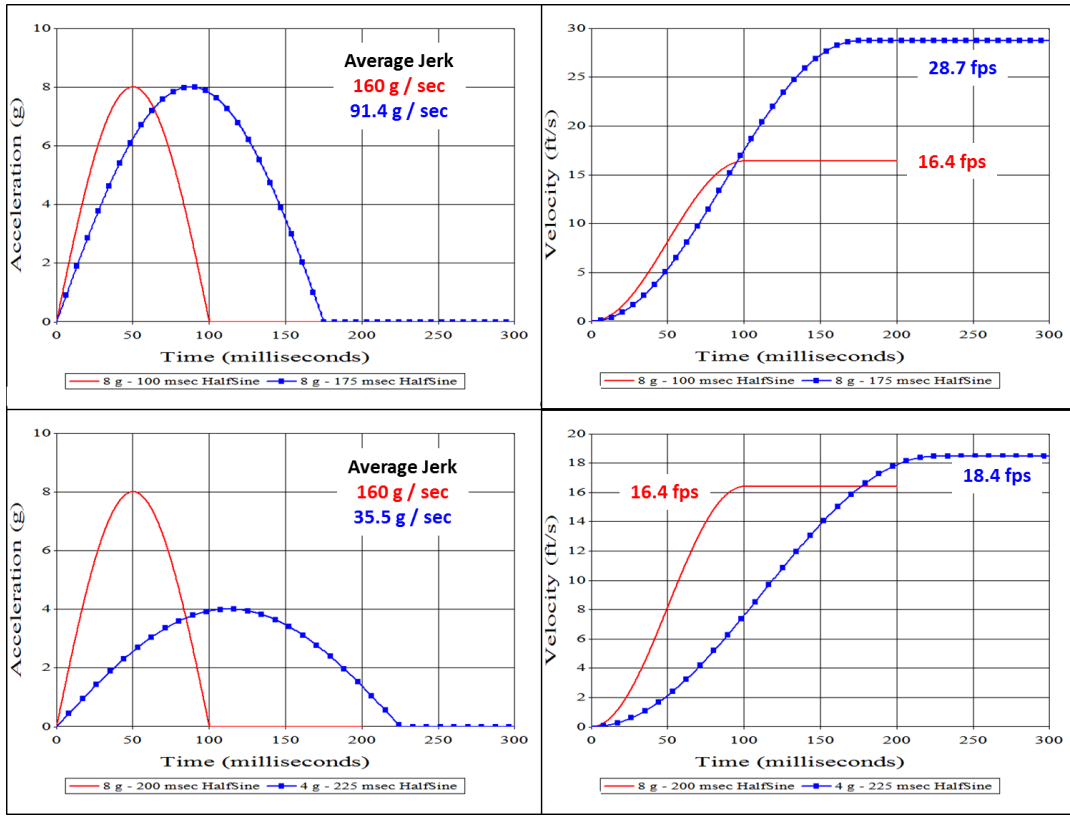 10
8
6
4
2
0
Acceleration (g)
Average Jerk
160 g / sec
91.4 g / sec
0 50 100 150 200 250 300
Time (milliseconds)
8 g - 100 msec HalfSine 8 g - 175 msec HalfSine
30
25
20
15
10
5
0
Velocity (ft/s)
28.7 fps
16.4 fps
0 50 100 150 200 250 300
Time (milliseconds)
8 g - 100 msec HalfSine 8 g - 175 msec HalfSine
10
8
6
4
2
0
Acceleration (g)
Average Jerk
160 g / sec
35.5 g / sec
0 50 100 150 200 250 300
Time (milliseconds)
8 g - 200 msec HalfSine 4 g - 225 msec HalfSine
20
18
16
14
12
10
8
6
4
2
0
Velocity (ft/s)
16.4 fps
18.4 fps
0 50 100 150 200 250 300
Time (milliseconds)
8 g - 200 msec HalfSine 4 g - 225 msec HalfSine